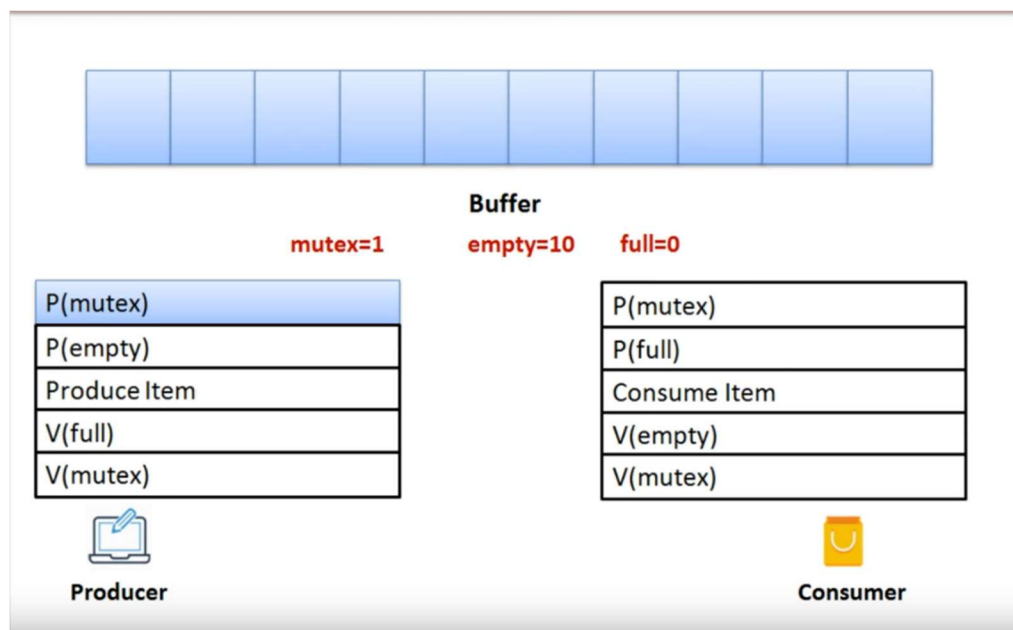 Buffer
mutex=1 empty=10 full=0
P(mutex)
P(empty)
Produce Item
V(full)
V(mutex)
Producer
P(mutex)
P(full)
Consume Item
V(empty)
V(mutex)
Consumer